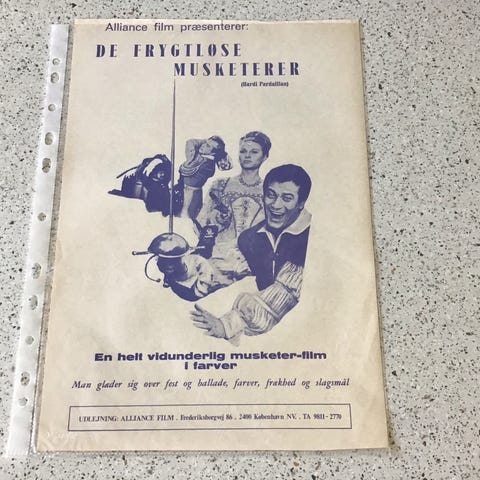 Alliance film præsenterer:
DE FRYGTLØSE
MUSKETERER
(Hardi Pardaillan)
En helt vidunderlig musketer-film
i farver
Man glæder sig over fest og ballade, farver, frækhed og slagsmål
UDLEJNING: ALLIANCE FILM . Frederiksborgvej 86 . 2400 København NV. . TA 9811 - 2770